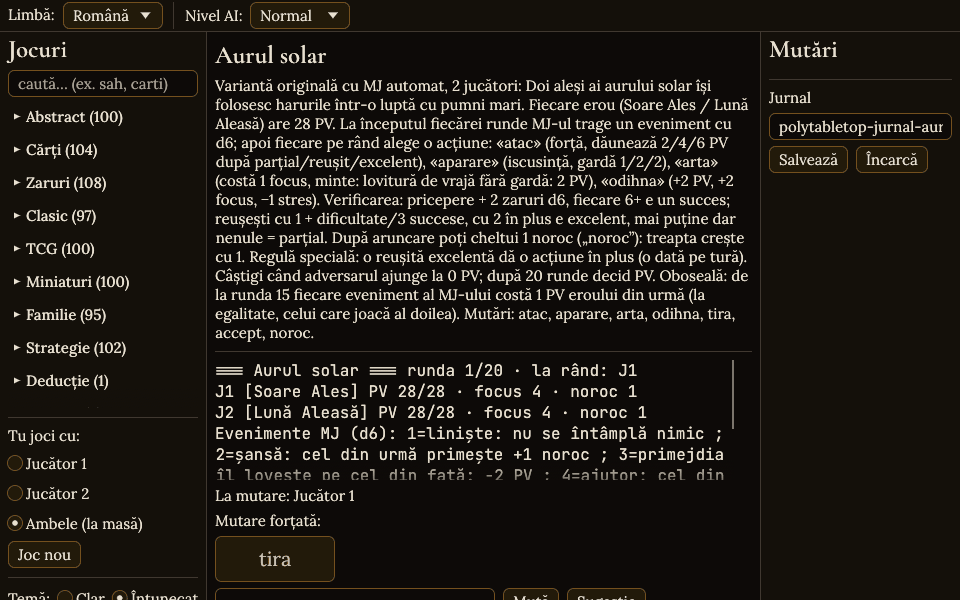 Limbă: Română ▼ Nivel AI: Normal ▼
Jocuri
caută... (ex. sah, carti)
▸ Abstract (100)
▸ Cărți (104)
▸ Zaruri (108)
▸ Clasic (97)
▸ TCG (100)
▸ Miniaturi (100)
▸ Familie (95)
▸ Strategie (102)
▸ Deducție (1)
Tu joci cu:
Jucător 1
Jucător 2
Ambele (la masă)
Joc nou
Temă: Clar Întunecat
Aurul solar
Variantă originală cu MJ automat, 2 jucători: Doi aleși ai aurului solar își
folosesc harurile într-o luptă cu pumni mari. Fiecare erou (Soare Ales / Lună
Aleasă) are 28 PV. La începutul fiecărei runde MJ-ul trage un eveniment cu
d6; apoi fiecare pe rând alege o acțiune: «atac» (forță, dăunează 2/4/6 PV
după parțial/reușit/excelent), «aparare» (iscusință, gardă 1/2/2), «arta»
(costă 1 focus, minte: lovitură de vrajă fără gardă: 2 PV), «odihna» (+2 PV, +2
focus, −1 stres). Verificarea: pricepere + 2 zaruri d6, fiecare 6+ e un succes;
reușești cu 1 + dificultate/3 succese, cu 2 în plus e excelent, mai puține dar
nenule = parțial. După aruncare poți cheltui 1 noroc („noroc”): treapta crește
cu 1. Regulă specială: o reușită excelentă dă o acțiune în plus (o dată pe tură).
Câștigi când adversarul ajunge la 0 PV; după 20 runde decid PV. Oboseală: de
la runda 15 fiecare eveniment al MJ-ului costă 1 PV eroului din urmă (la
egalitate, celui care joacă al doilea). Mutări: atac, aparare, arta, odihna, tira,
accept, noroc.
═══ Aurul solar ═══ runda 1/20 · la rând: J1
J1 [Soare Ales] PV 28/28 · focus 4 · noroc 1
J2 [Lună Aleasă] PV 28/28 · focus 4 · noroc 1
Evenimente MJ (d6): 1=liniște: nu se întâmplă nimic ;
2=șansă: cel din urmă primește +1 noroc ; 3=primejdia
îl lovește pe cel din față: -2 PV ; 4=ajutor: cel din
La mutare: Jucător 1
Mutare forțată:
tira
Mută Sugestie
Mutări
Jurnal
polytabletop-jurnal-aur
Salvează Încarcă